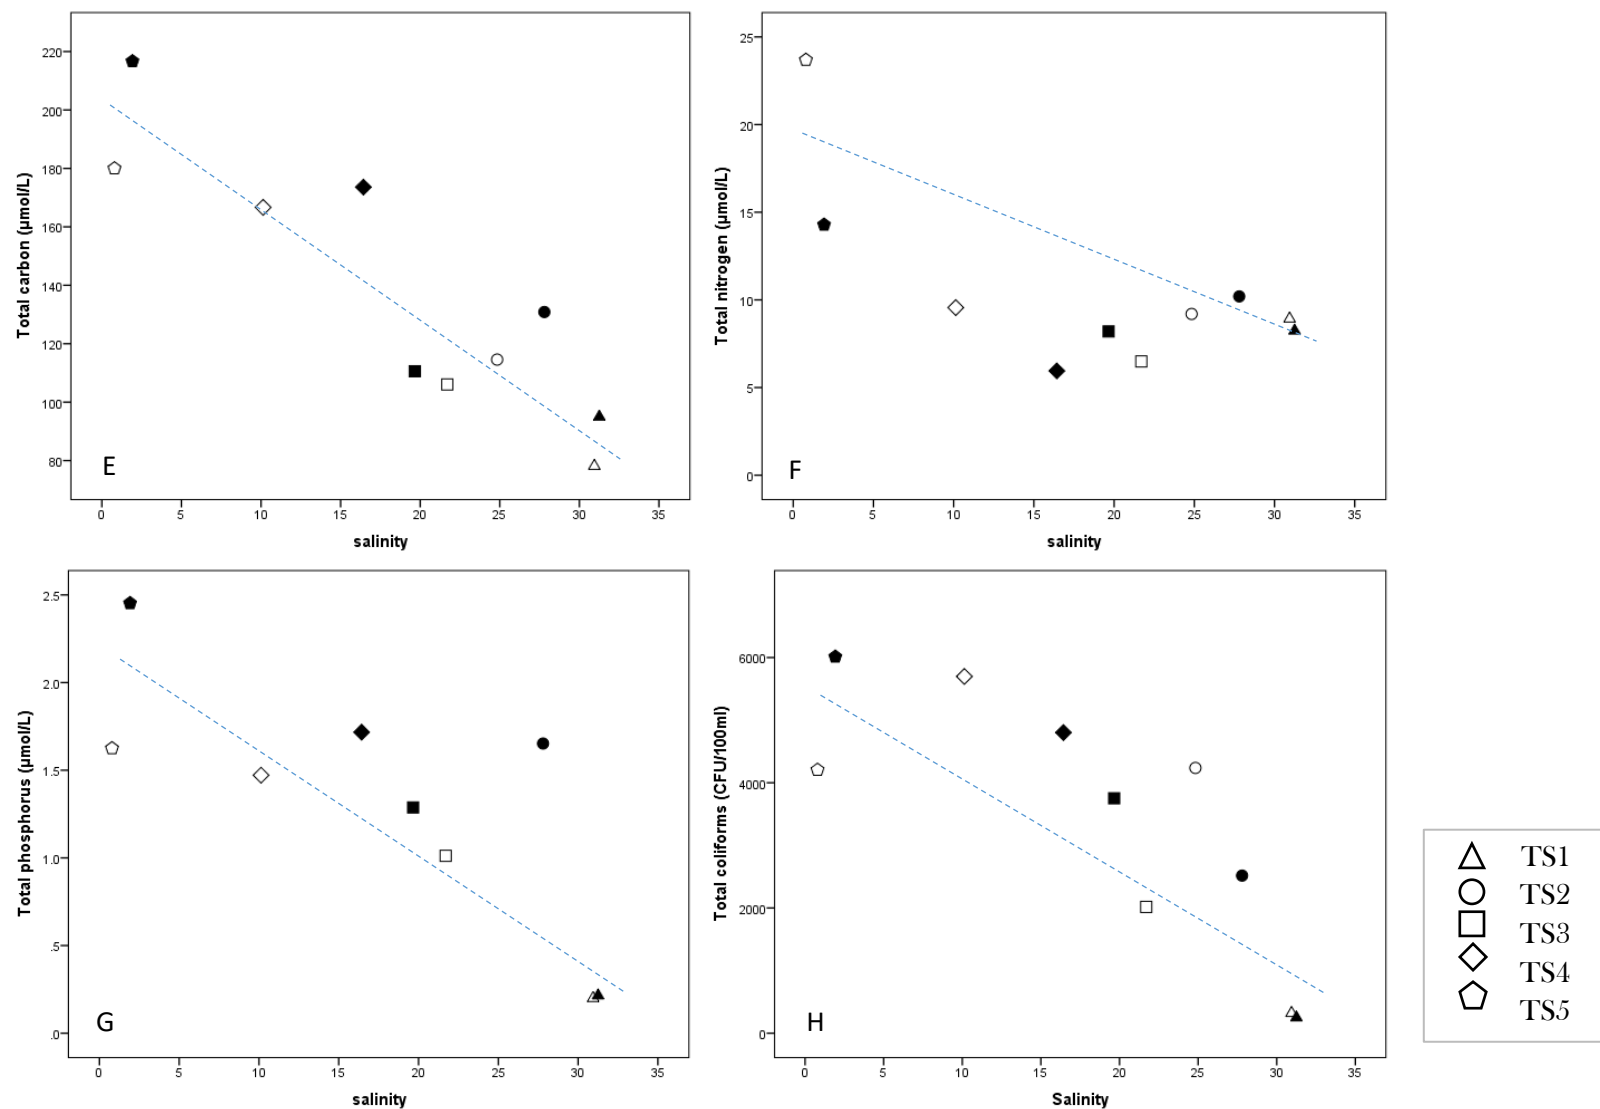 220
200
180
160
140
120
100
80
Total carbon (µmol/L)
E
0 5 10 15 20 25 30 35
salinity
25
20
15
10
5
0
Total nitrogen (µmol/L)
F
0 5 10 15 20 25 30 35
salinity
2.5
2.0
1.5
1.0
.5
.0
Total phosphorus (µmol/L)
G
0 5 10 15 20 25 30 35
salinity
6000
4000
2000
0
Total coliforms (CFU/100ml)
H
0 5 10 15 20 25 30 35
Salinity
TS1
TS2
TS3
TS4
TS5